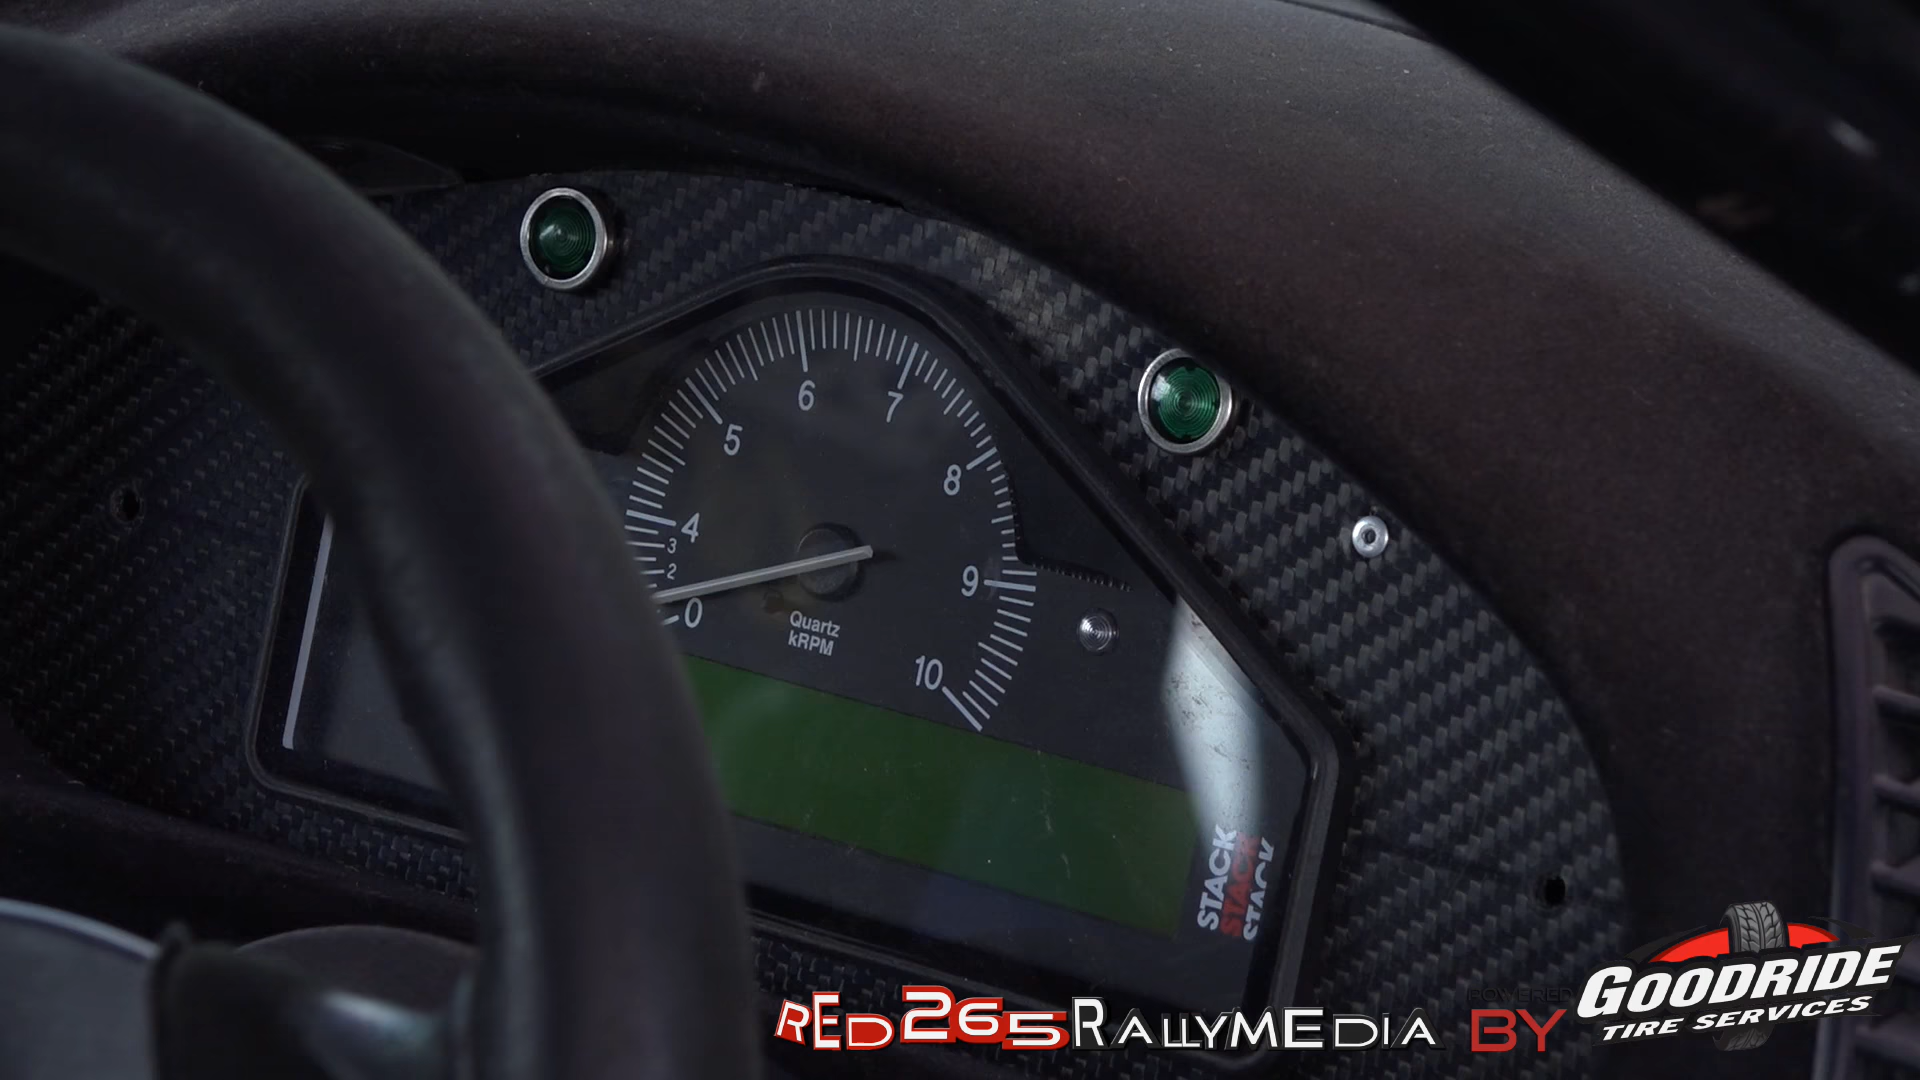 6
7
5
8
4
3
2
9
0
Quartz
kRPM
10
STACK
STACK
STACK
RED265RALLYMEDIA
POWERED
BY
GOODRIDE
TIRE SERVICES